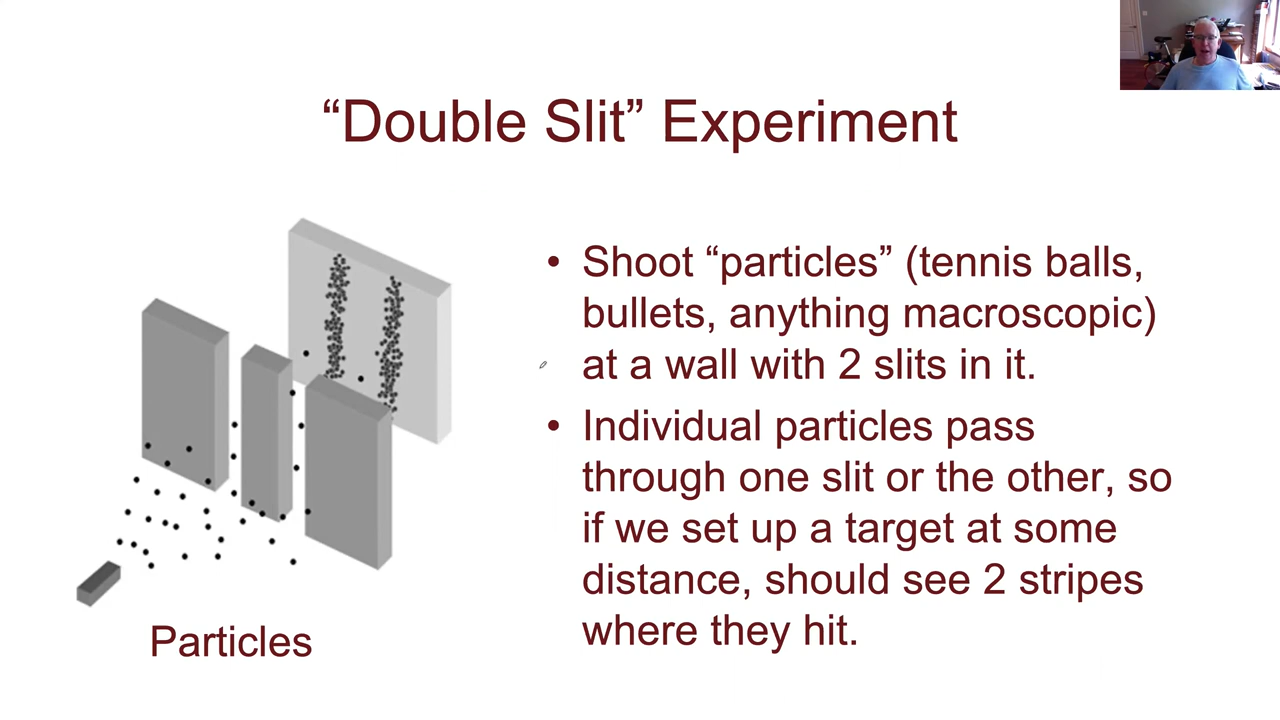 “Double Slit” Experiment
• Shoot “particles” (tennis balls,
bullets, anything macroscopic)
at a wall with 2 slits in it.
• Individual particles pass
through one slit or the other, so
if we set up a target at some
distance, should see 2 stripes
where they hit.
Particles